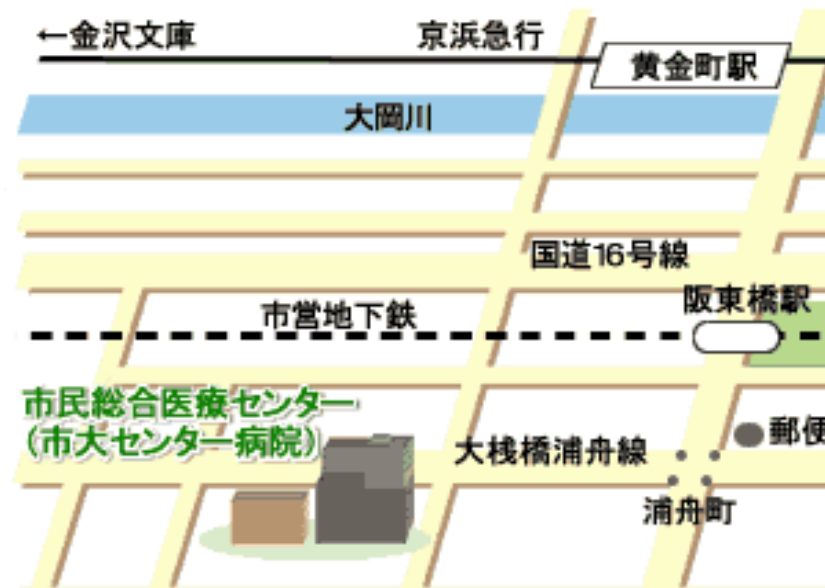 ←金沢文庫
京浜急行
黄金町駅
大岡川
国道16号線
阪東橋駅
市営地下鉄
市民総合医療センター
（市大センター病院）
大桟橋浦舟線
郵便
浦舟町